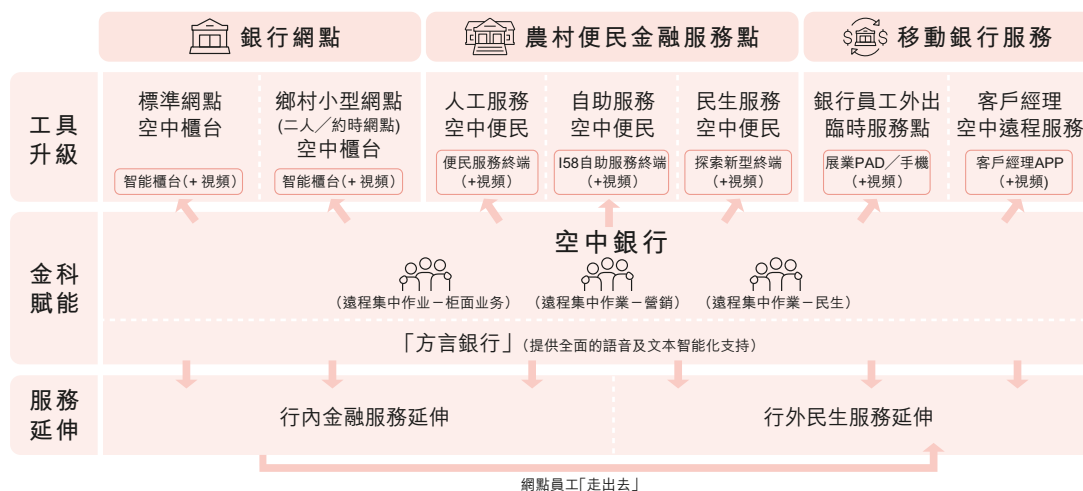 銀行網點
農村便民金融服務點
移動銀行服務
工具
升級
標準網點
空中櫃台
智能櫃台(+視頻)
鄉村小型網點
(二人／約時網點)
空中櫃台
智能櫃台(+視頻)
人工服務
空中便民
便民服務終端
(+視頻)
自助服務
空中便民
I58自助服務終端
(+視頻)
民生服務
空中便民
探索新型終端
(+視頻)
銀行員工外出
臨時服務點
展業PAD／手機
(+視頻)
客戶經理
空中遠程服務
客戶經理APP
(+視頻)
金科
賦能
空中銀行
(遠程集中作业－柜面业务)
(遠程集中作業－營銷)
(遠程集中作業－民生)
「方言銀行」(提供全面的語音及文本智能化支持)
服務
延伸
行內金融服務延伸
行外民生服務延伸
網點員工「走出去」